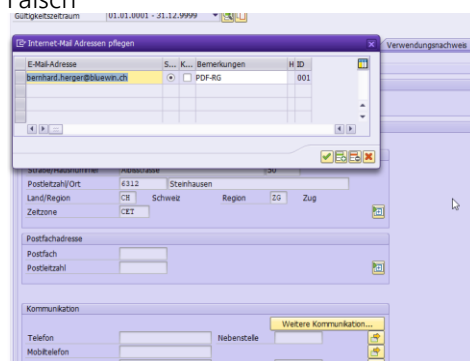 Falsch
Gültigkeitszeitraum 01.01.0001 - 31.12.9999
Internet-Mail Adressen pflegen
Verwendungsnachweis
E-Mail-Adresse S... K... Bemerkungen H ID
bernhard.herger@bluewin.ch PDF-RG 001
Straße/Hausnummer 30
Postleitzahl/Ort 6312 Steinhausen
Land/Region CH Schweiz Region ZG Zug
Zeitzone CET
Postfachadresse
Postfach
Postleitzahl
Kommunikation
Weitere Kommunikation...
Telefon Nebenstelle
Mobiltelefon